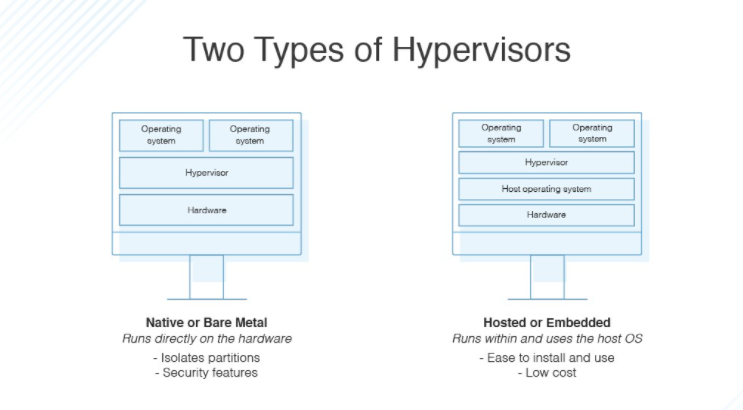 Two Types of Hypervisors
Operating
system
Operating
system
Hypervisor
Hardware
Native or Bare Metal
Runs directly on the hardware
- Isolates partitions
- Security features
Operating
system
Operating
system
Hypervisor
Host operating system
Hardware
Hosted or Embedded
Runs within and uses the host OS
- Ease to install and use
- Low cost